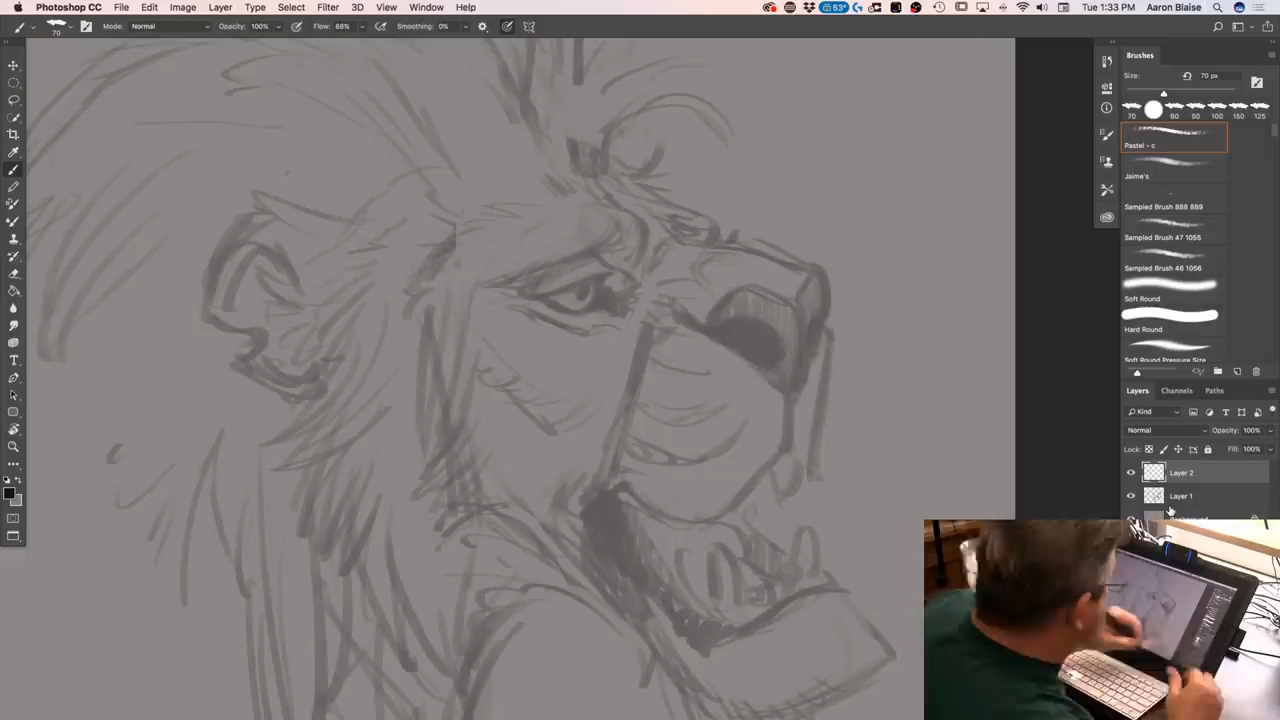 Photoshop CC File Edit Image Layer Type Select Filter 3D View Window Help 53° Tue 1:33 PM Aaron Blaise
70 Mode: Normal Opacity: 100% Flow: 88% Smoothing: 0%
Brushes
Size: 70 px
70 60 50 100 150 125
Pastel - c
Jaime's
Sampled Brush 888 889
Sampled Brush 47 1055
Sampled Brush 46 1056
Soft Round
Hard Round
Soft Round Pressure Size
Layers Channels Paths
Kind
Normal Opacity: 100%
Lock: Fill: 100%
Layer 2
Layer 1